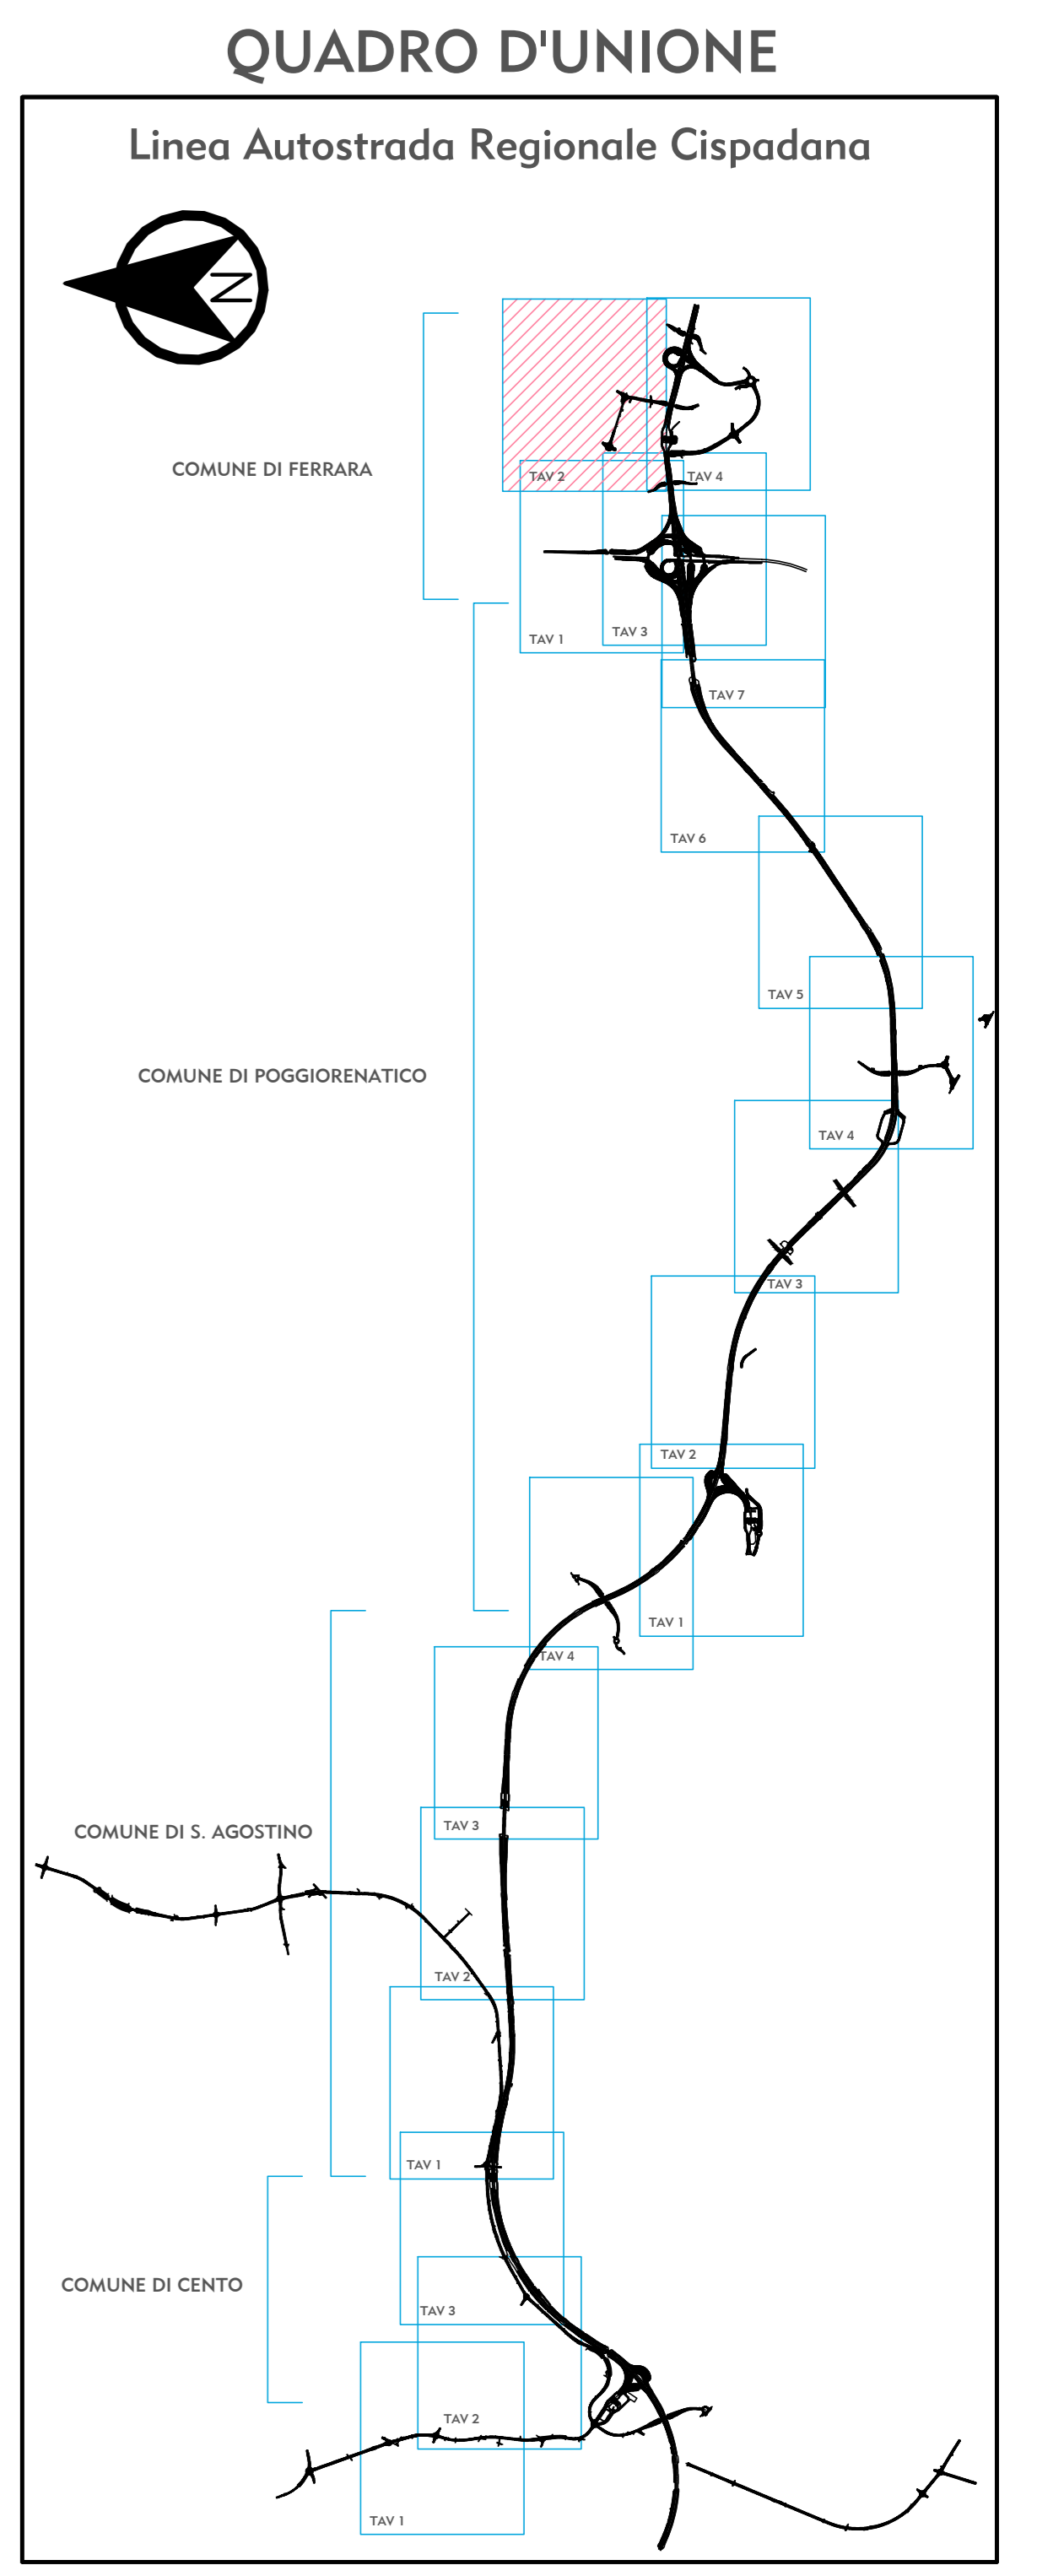 QUADRO D'UNIONE
Linea Autostrada Regionale Cispadana
N
COMUNE DI FERRARA
TAV 2
TAV 4
TAV 3
TAV 1
TAV 7
TAV 6
TAV 5
COMUNE DI POGGIORENATICO
TAV 4
TAV 3
TAV 2
TAV 1
TAV 4
TAV 3
COMUNE DI S. AGOSTINO
TAV 2
TAV 1
COMUNE DI CENTO
TAV 3
TAV 2
TAV 1